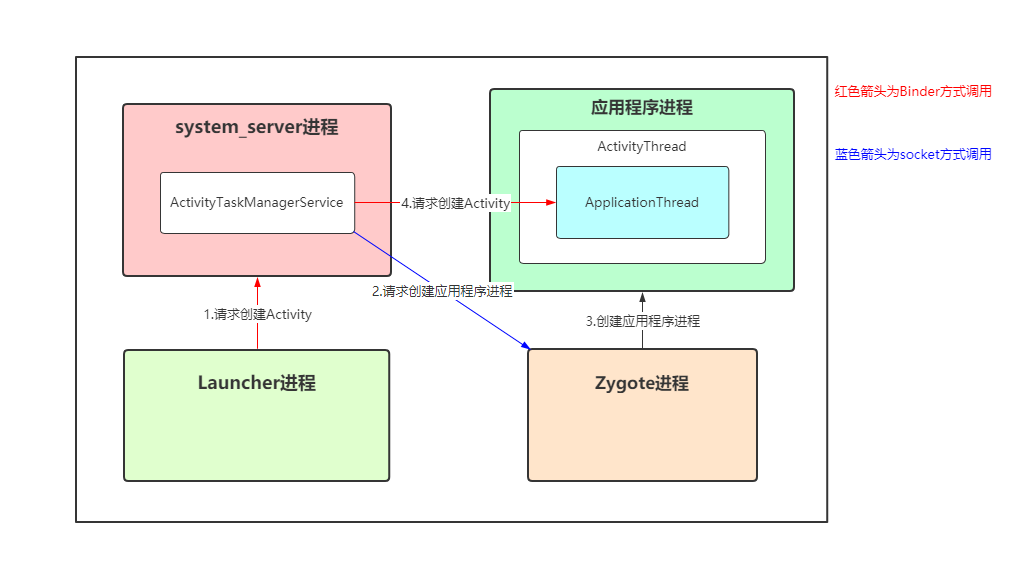 红色箭头为Binder方式调用
蓝色箭头为socket方式调用
system_server进程
ActivityTaskManagerService
应用程序进程
ActivityThread
ApplicationThread
4.请求创建Activity
2.请求创建应用程序进程
1.请求创建Activity
3.创建应用程序进程
Launcher进程
Zygote进程